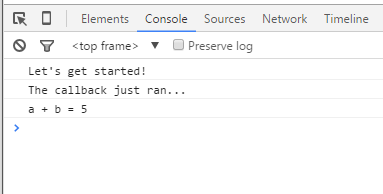 Elements Console Sources Network Timeline
<top frame> ▼ Preserve log
Let's get started!
The callback just ran...
a + b = 5
>